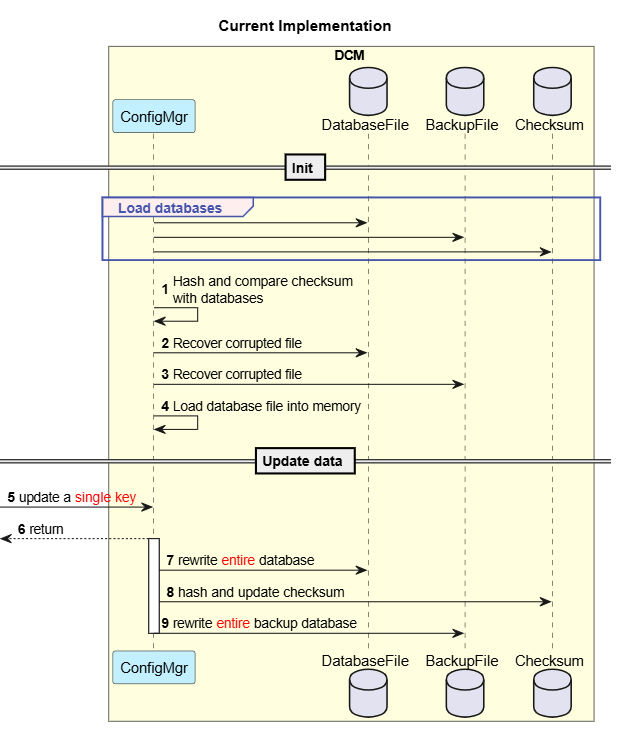 Current Implementation
DCM
ConfigMgr
DatabaseFile
BackupFile
Checksum
Init
Load databases
1 Hash and compare checksum
with databases
2 Recover corrupted file
3 Recover corrupted file
4 Load database file into memory
Update data
5 update a single key
6 return
7 rewrite entire database
8 hash and update checksum
9 rewrite entire backup database
ConfigMgr
DatabaseFile
BackupFile
Checksum